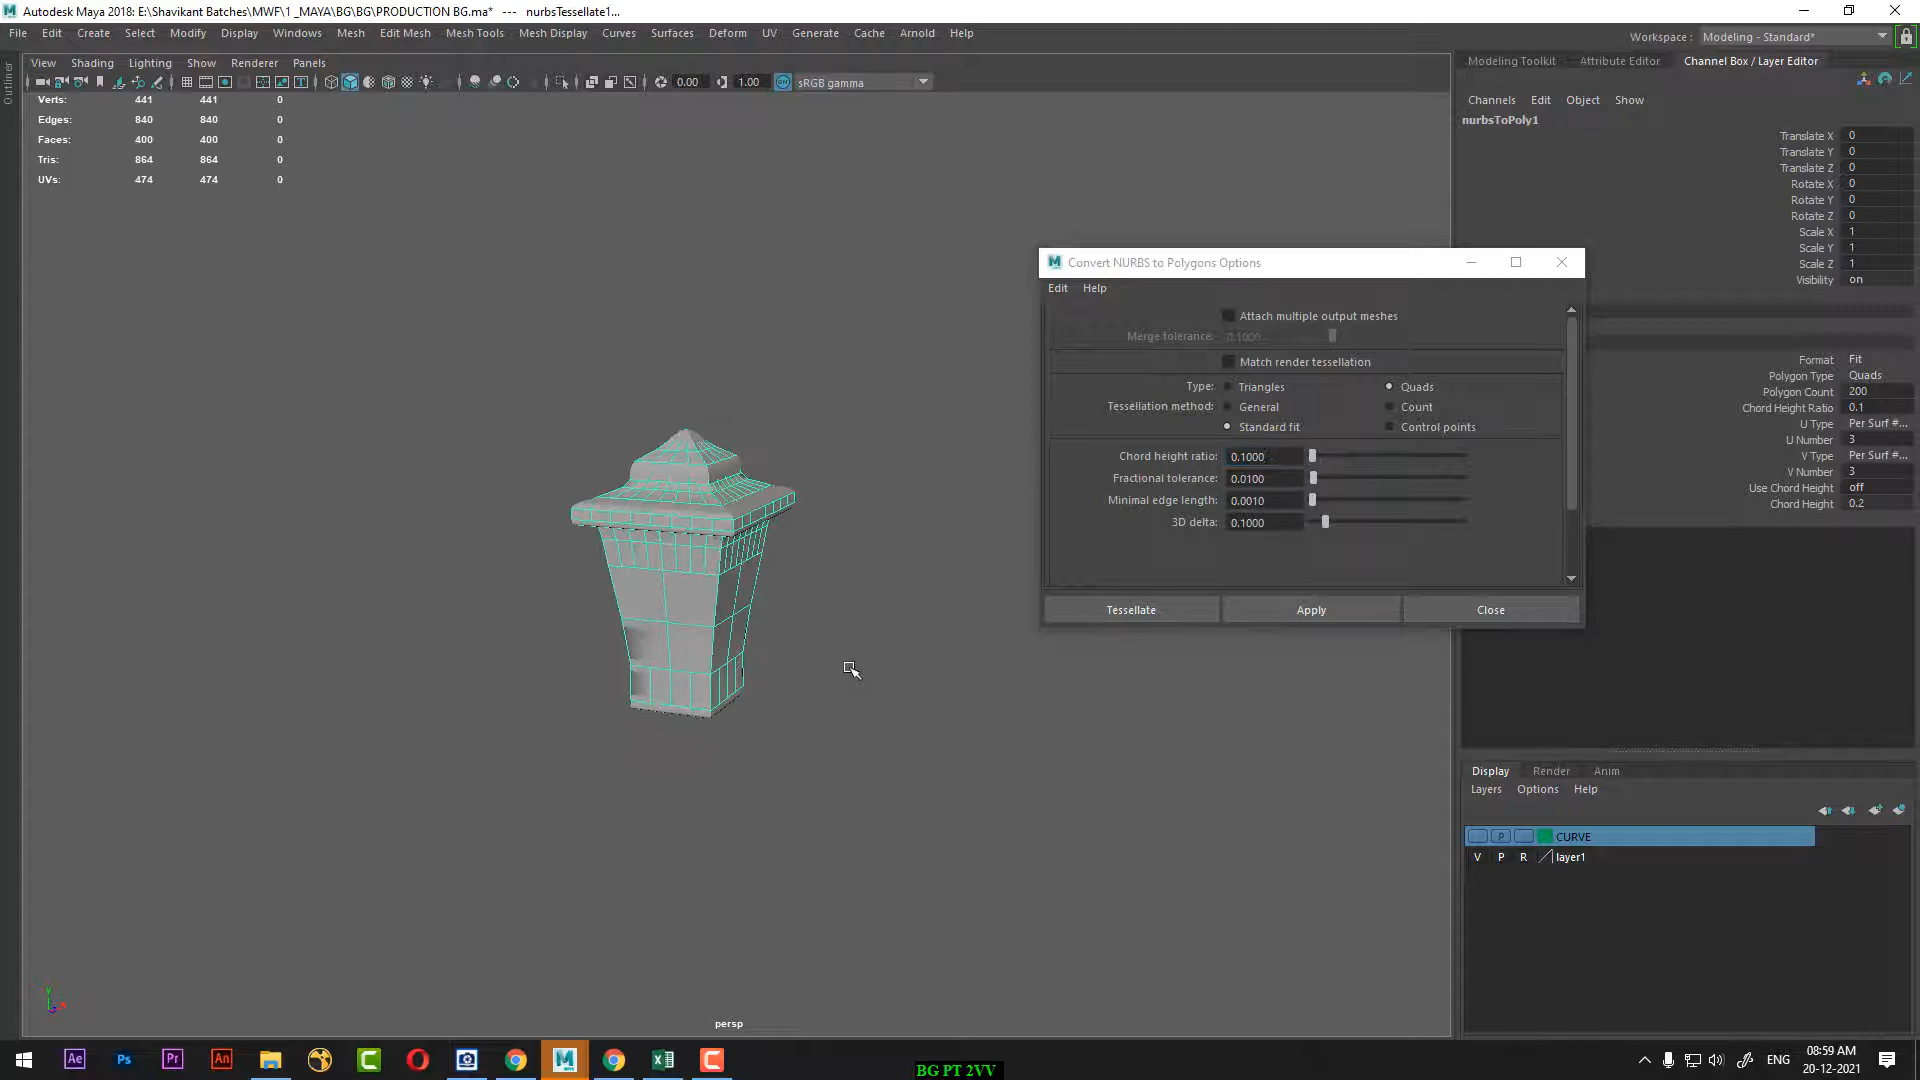 Autodesk Maya 2018: E:\Shavikant Batches\MWF\1 _MAYA\BG\BG\PRODUCTION BG.ma* --- nurbsTessellate1...
File Edit Create Select Modify Display Windows Mesh Edit Mesh Mesh Tools Mesh Display Curves Surfaces Deform UV Generate Cache Arnold Help
Workspace : Modeling - Standard*
View Shading Lighting Show Renderer Panels
Modeling Toolkit Attribute Editor Channel Box / Layer Editor
Outliner
0.00 1.00 sRGB gamma
Verts: 441 441 0
Edges: 840 840 0
Faces: 400 400 0
Tris: 864 864 0
UVs: 474 474 0
Channels Edit Object Show
nurbsToPoly1
Translate X 0
Translate Y 0
Translate Z 0
Rotate X 0
Rotate Y 0
Rotate Z 0
Scale X 1
Scale Y 1
Scale Z 1
Visibility on
Convert NURBS to Polygons Options
Edit Help
Attach multiple output meshes
Merge tolerance: 0.1000
Match render tessellation
Type: Triangles Quads
Tessellation method: General Count
Standard fit Control points
Chord height ratio: 0.1000
Fractional tolerance: 0.0100
Minimal edge length: 0.0010
3D delta: 0.1000
Tessellate Apply Close
Format Fit
Polygon Type Quads
Polygon Count 200
Chord Height Ratio 0.1
U Type Per Surf #...
U Number 3
V Type Per Surf #...
V Number 3
Use Chord Height off
Chord Height 0.2
Display Render Anim
Layers Options Help
P CURVE
V P R layer1
persp
Ae Ps Pr An
ENG
08:59 AM
20-12-2021
BG PT 2VV